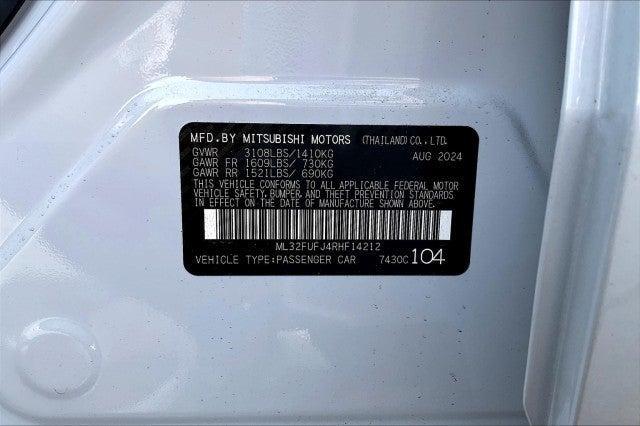 MFD.BY MITSUBISHI MOTORS (THAILAND) CO.,LTD.
GVWR 3108LBS/1410KG AUG 2024
GAWR FR 1609LBS/ 730KG
GAWR RR 1521LBS/ 690KG
THIS VEHICLE CONFORMS TO ALL APPLICABLE FEDERAL MOTOR
VEHICLE SAFETY, BUMPER, AND THEFT PREVENTION STANDARDS
IN EFFECT ON THE DATE OF MANUFACTURE SHOWN ABOVE.
ML32FUFJ4RHF14212
VEHICLE TYPE:PASSENGER CAR 7430C 104